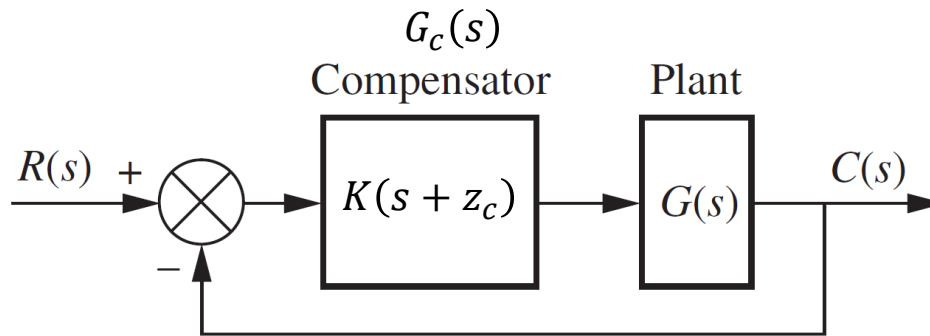 G_c(s)
Compensator
Plant
R(s)
+
K(s + z_c)
G(s)
C(s)
−